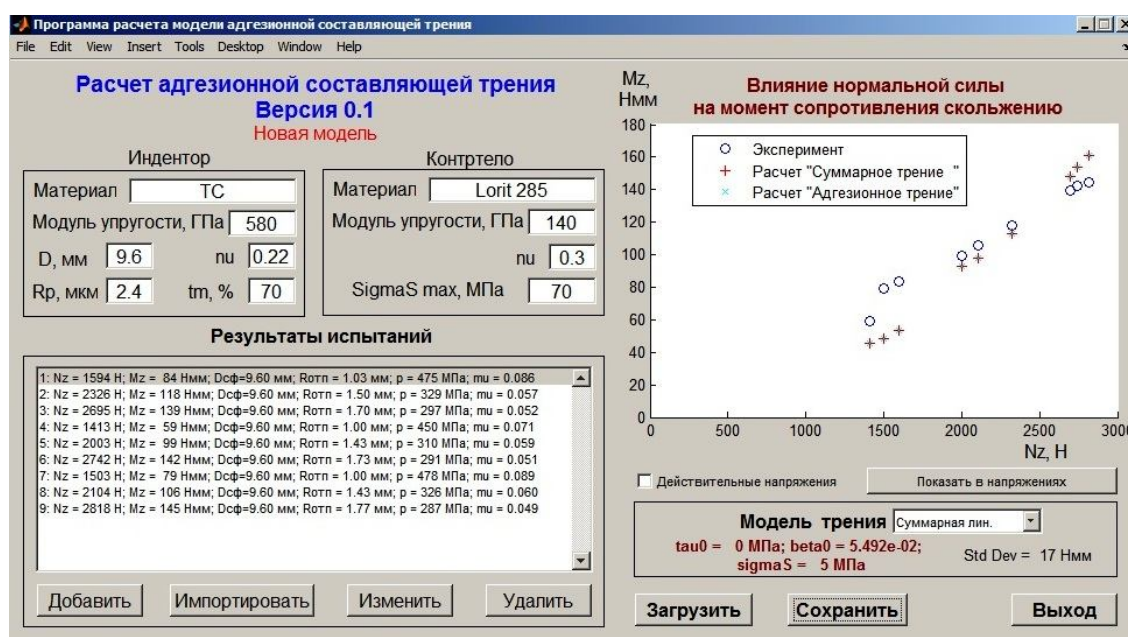 Программа расчета модели адгезионной составляющей трения
File Edit View Insert Tools Desktop Window Help
Расчет адгезионной составляющей трения
Версия 0.1
Новая модель
Индентор
Материал TC
Модуль упругости, ГПа 580
D, мм 9.6 nu 0.22
Rp, мкм 2.4 tm, % 70
Контртело
Материал Lorit 285
Модуль упругости, ГПа 140
nu 0.3
SigmaS max, МПа 70
Результаты испытаний
1: Nz = 1594 Н; Mz = 84 Нмм; Dсф=9.60 мм; Rотп = 1.03 мм; p = 475 МПа; mu = 0.086
2: Nz = 2326 Н; Mz = 118 Нмм; Dсф=9.60 мм; Rотп = 1.50 мм; p = 329 МПа; mu = 0.057
3: Nz = 2695 Н; Mz = 139 Нмм; Dсф=9.60 мм; Rотп = 1.70 мм; p = 297 МПа; mu = 0.052
4: Nz = 1413 Н; Mz = 59 Нмм; Dсф=9.60 мм; Rотп = 1.00 мм; p = 450 МПа; mu = 0.071
5: Nz = 2003 Н; Mz = 99 Нмм; Dсф=9.60 мм; Rотп = 1.43 мм; p = 310 МПа; mu = 0.059
6: Nz = 2742 Н; Mz = 142 Нмм; Dсф=9.60 мм; Rотп = 1.73 мм; p = 291 МПа; mu = 0.051
7: Nz = 1503 Н; Mz = 79 Нмм; Dсф=9.60 мм; Rотп = 1.00 мм; p = 478 МПа; mu = 0.089
8: Nz = 2104 Н; Mz = 106 Нмм; Dсф=9.60 мм; Rотп = 1.43 мм; p = 326 МПа; mu = 0.060
9: Nz = 2818 Н; Mz = 145 Нмм; Dсф=9.60 мм; Rотп = 1.77 мм; p = 287 МПа; mu = 0.049
Добавить Импортировать Изменить Удалить
Mz,
Нмм
Влияние нормальной силы
на момент сопротивления скольжению
180
160
140
120
100
80
60
40
20
0
Эксперимент
Расчет "Суммарное трение "
Расчет "Адгезионное трение"
0 500 1000 1500 2000 2500 3000
Nz, Н
Действительные напряжения Показать в напряжениях
Модель трения Суммарная лин.
tau0 = 0 МПа; beta0 = 5.492e-02;
sigmaS = 5 МПа
Std Dev = 17 Нмм
Загрузить Сохранить Выход